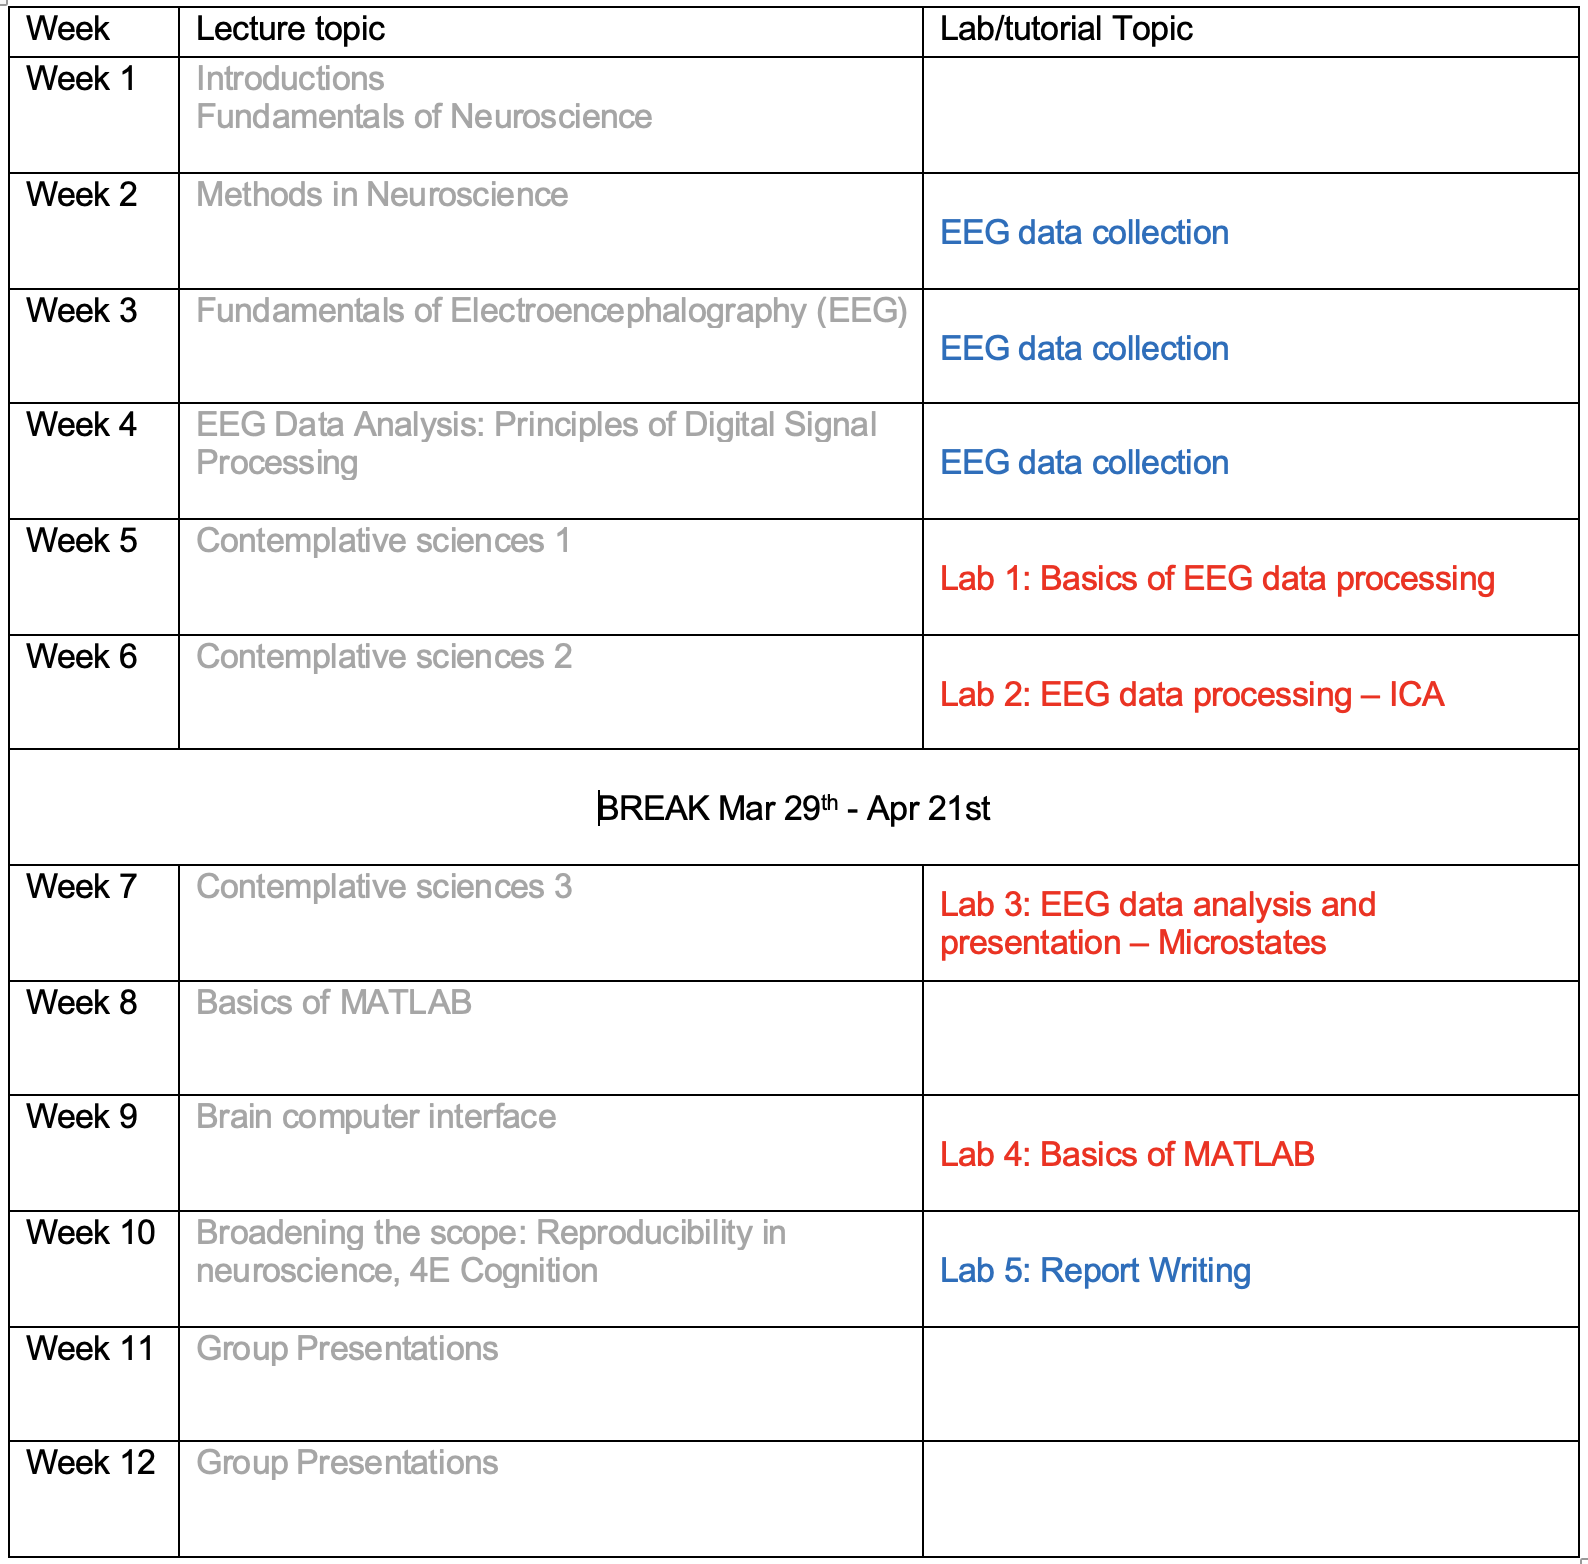 Week Lecture topic Lab/tutorial Topic
Week 1 Introductions
Fundamentals of Neuroscience
Week 2 Methods in Neuroscience
EEG data collection
Week 3 Fundamentals of Electroencephalography (EEG)
EEG data collection
Week 4 EEG Data Analysis: Principles of Digital Signal
Processing EEG data collection
Week 5 Contemplative sciences 1
Lab 1: Basics of EEG data processing
Week 6 Contemplative sciences 2
Lab 2: EEG data processing – ICA
BREAK Mar 29th - Apr 21st
Week 7 Contemplative sciences 3
Lab 3: EEG data analysis and
presentation – Microstates
Week 8 Basics of MATLAB
Week 9 Brain computer interface
Lab 4: Basics of MATLAB
Week 10 Broadening the scope: Reproducibility in
neuroscience, 4E Cognition Lab 5: Report Writing
Week 11 Group Presentations
Week 12 Group Presentations